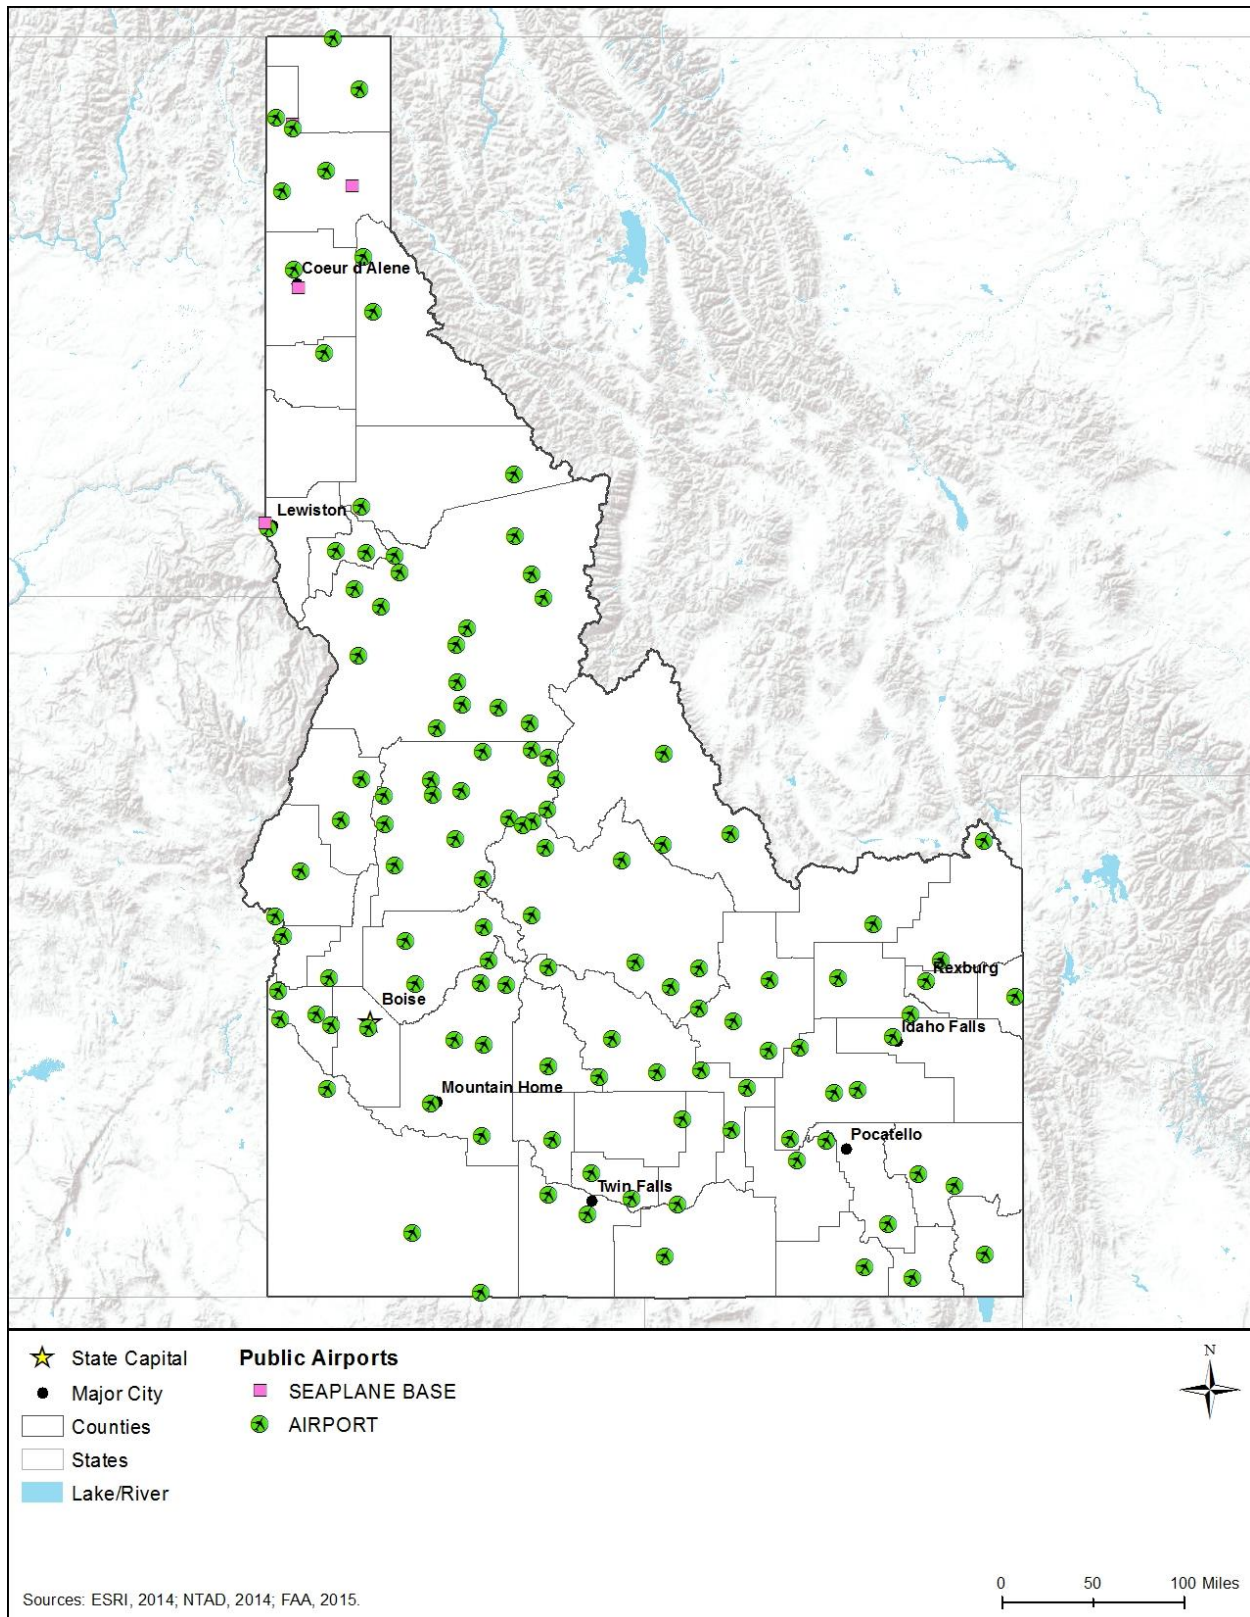 Coeur d'Alene
Lewiston
Rexburg
Boise
Idaho Falls
Mountain Home
Pocatello
Twin Falls
State Capital
Major City
Counties
States
Lake/River
Public Airports
SEAPLANE BASE
AIRPORT
N
0 50 100 Miles
Sources: ESRI, 2014; NTAD, 2014; FAA, 2015.